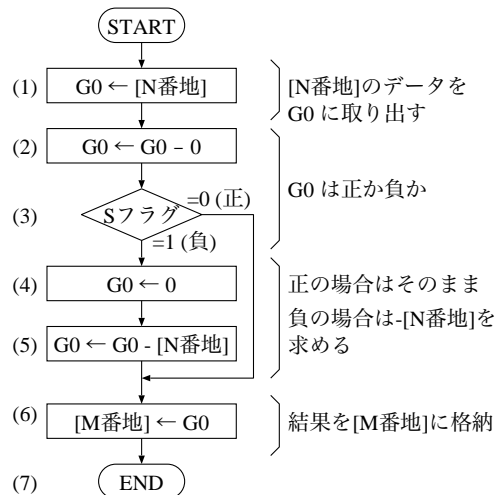 START
(1) G0 ← [N番地] [N番地]のデータを
G0 に取り出す
(2) G0 ← G0 − 0
G0 は正か負か
(3) Sフラグ =0 (正)
=1 (負)
(4) G0 ← 0 正の場合はそのまま
負の場合は-[N番地]を
(5) G0 ← G0 - [N番地] 求める
(6) [M番地] ← G0 結果を[M番地]に格納
(7) END